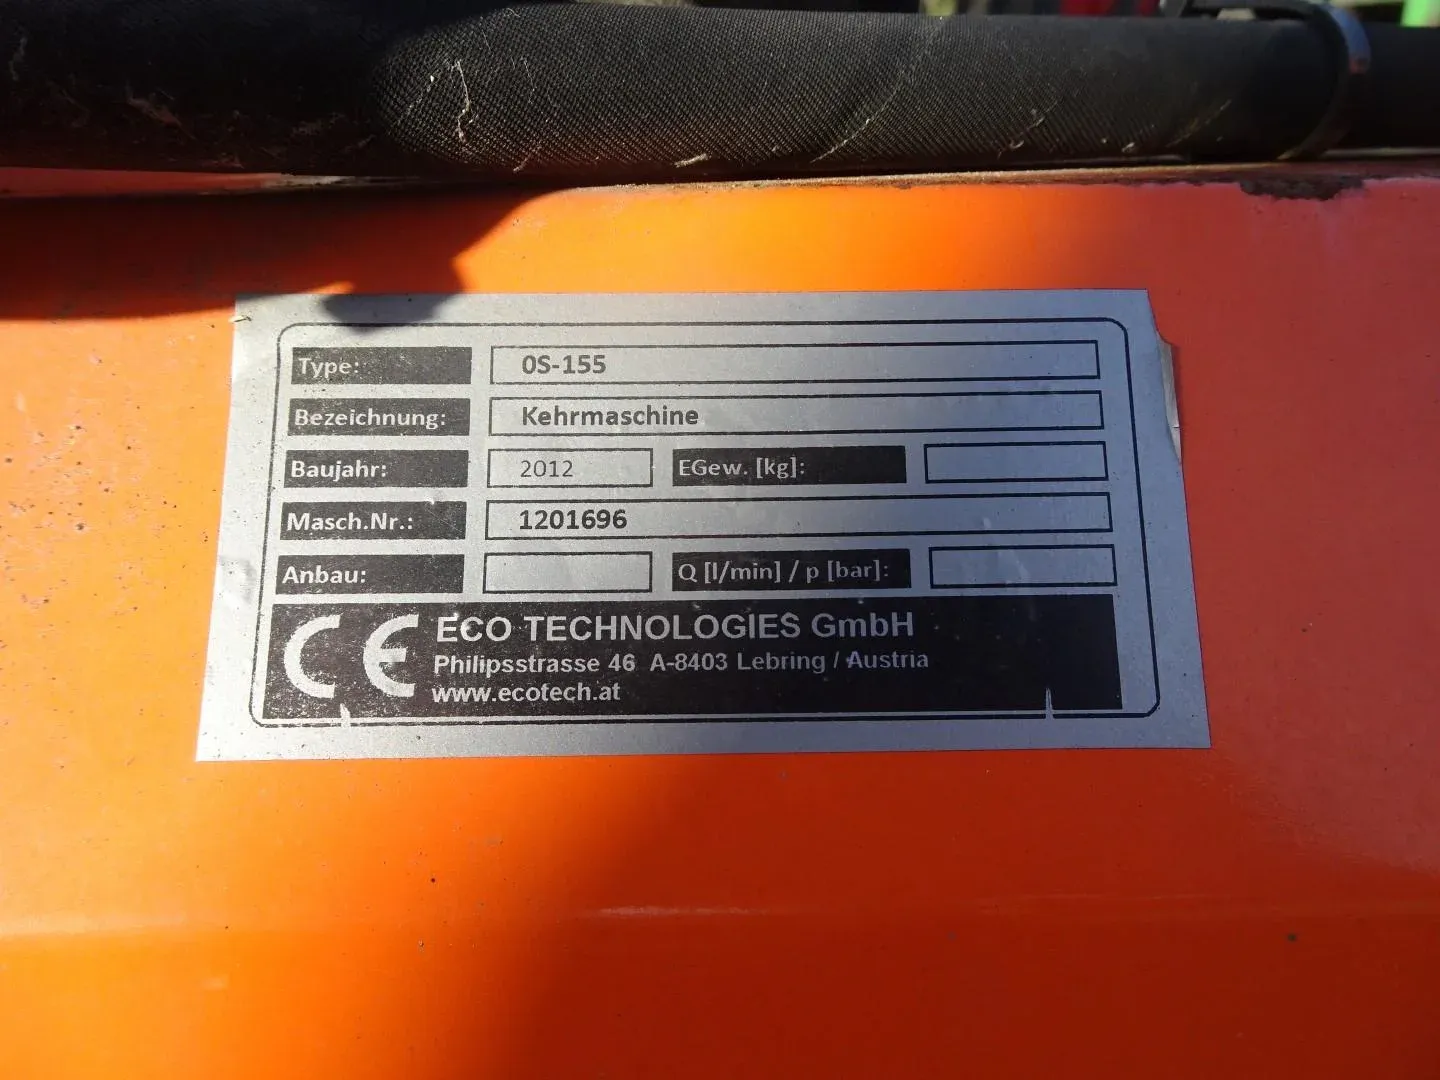 Type: 0S-155
Bezeichnung: Kehrmaschine
Baujahr: 2012 EGew. [kg]:
Masch.Nr.: 1201696
Anbau: Q [l/min] / p [bar]:
CE ECO TECHNOLOGIES GmbH
Philipsstrasse 46 A-8403 Lebring / Austria
www.ecotech.at